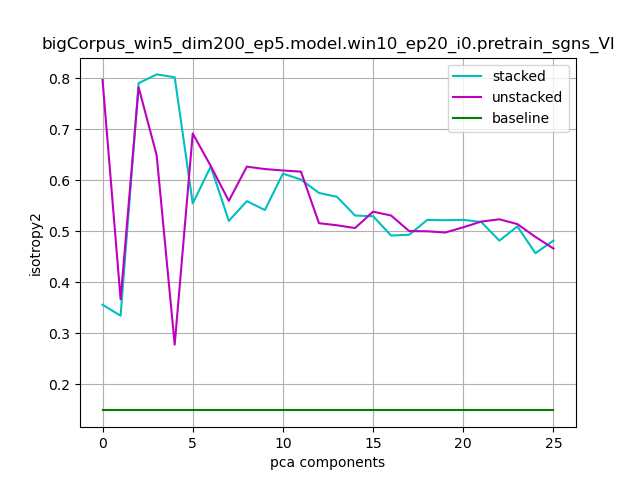 bigCorpus_win5_dim200_ep5.model.win10_ep20_i0.pretrain_sgns_VI
stacked
unstacked
baseline
isotropy2
0.8
0.7
0.6
0.5
0.4
0.3
0.2
0 5 10 15 20 25
pca components